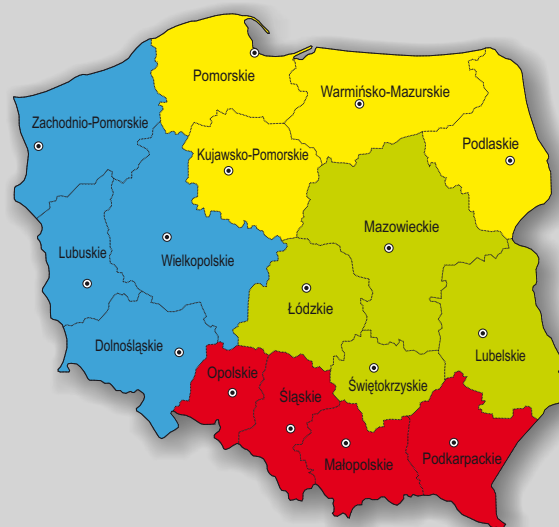 Pomorskie
Warmińsko-Mazurskie
Zachodnio-Pomorskie
Podlaskie
Kujawsko-Pomorskie
Mazowieckie
Lubuskie
Wielkopolskie
Łódzkie
Dolnośląskie
Lubelskie
Opolskie
Śląskie
Świętokrzyskie
Małopolskie
Podkarpackie